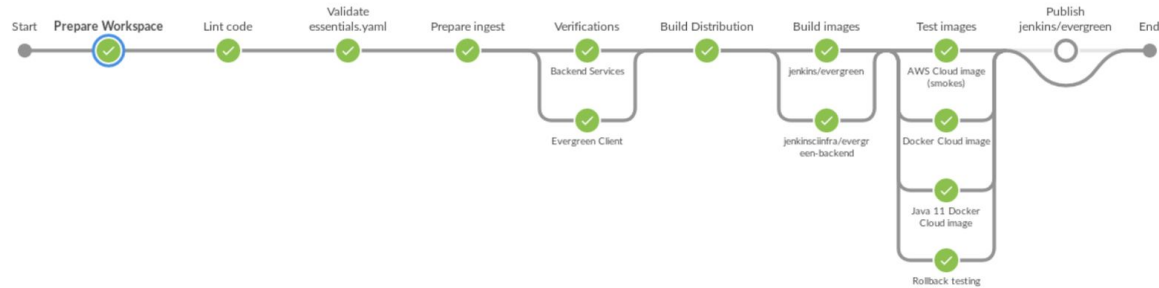 Start
Prepare Workspace
Lint code
Validate
essentials.yaml
Prepare ingest
Verifications
Build Distribution
Build images
Test images
Publish
jenkins/evergreen
End
Backend Services
Evergreen Client
jenkins/evergreen
jenkinsciinfra/evergr
een-backend
AWS Cloud image
(smokes)
Docker Cloud image
Java 11 Docker
Cloud image
Rollback testing